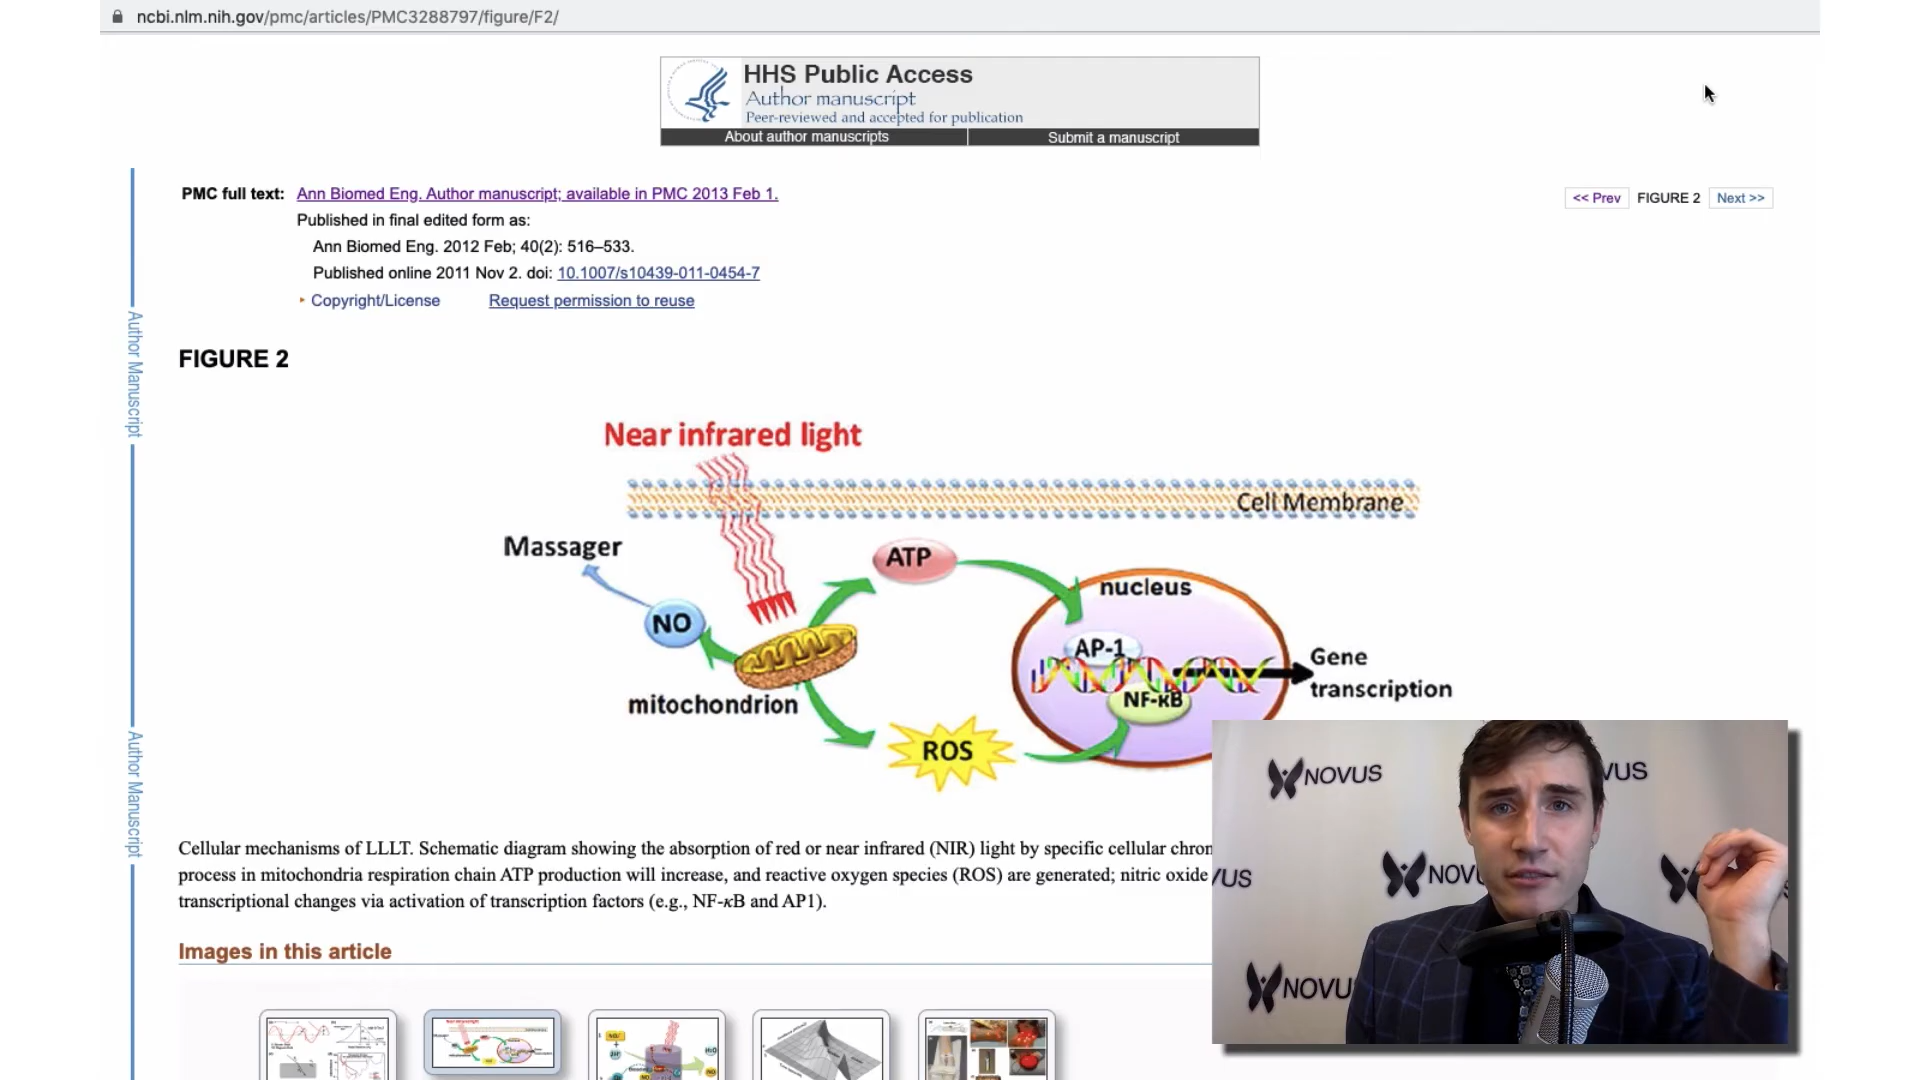 ncbi.nlm.nih.gov/pmc/articles/PMC3288797/figure/F2/
HHS Public Access
Author manuscript
Peer-reviewed and accepted for publication
About author manuscripts
Submit a manuscript
PMC full text: Ann Biomed Eng. Author manuscript; available in PMC 2013 Feb 1.
<< Prev FIGURE 2 Next >>
Published in final edited form as:
Ann Biomed Eng. 2012 Feb; 40(2): 516–533.
Published online 2011 Nov 2. doi: 10.1007/s10439-011-0454-7
Copyright/License Request permission to reuse
Author Manuscript
Author Manuscript
FIGURE 2
Near infrared light
Cell Membrane
Massager
ATP
nucleus
NO
AP-1
Gene
transcription
NF-κB
mitochondrion
ROS
Cellular mechanisms of LLLT. Schematic diagram showing the absorption of red or near infrared (NIR) light by specific cellular chrom
process in mitochondria respiration chain ATP production will increase, and reactive oxygen species (ROS) are generated; nitric oxide
transcriptional changes via activation of transcription factors (e.g., NF-κB and AP1).
Images in this article
NOVUS
VUS
VUS
NOV
NOVU